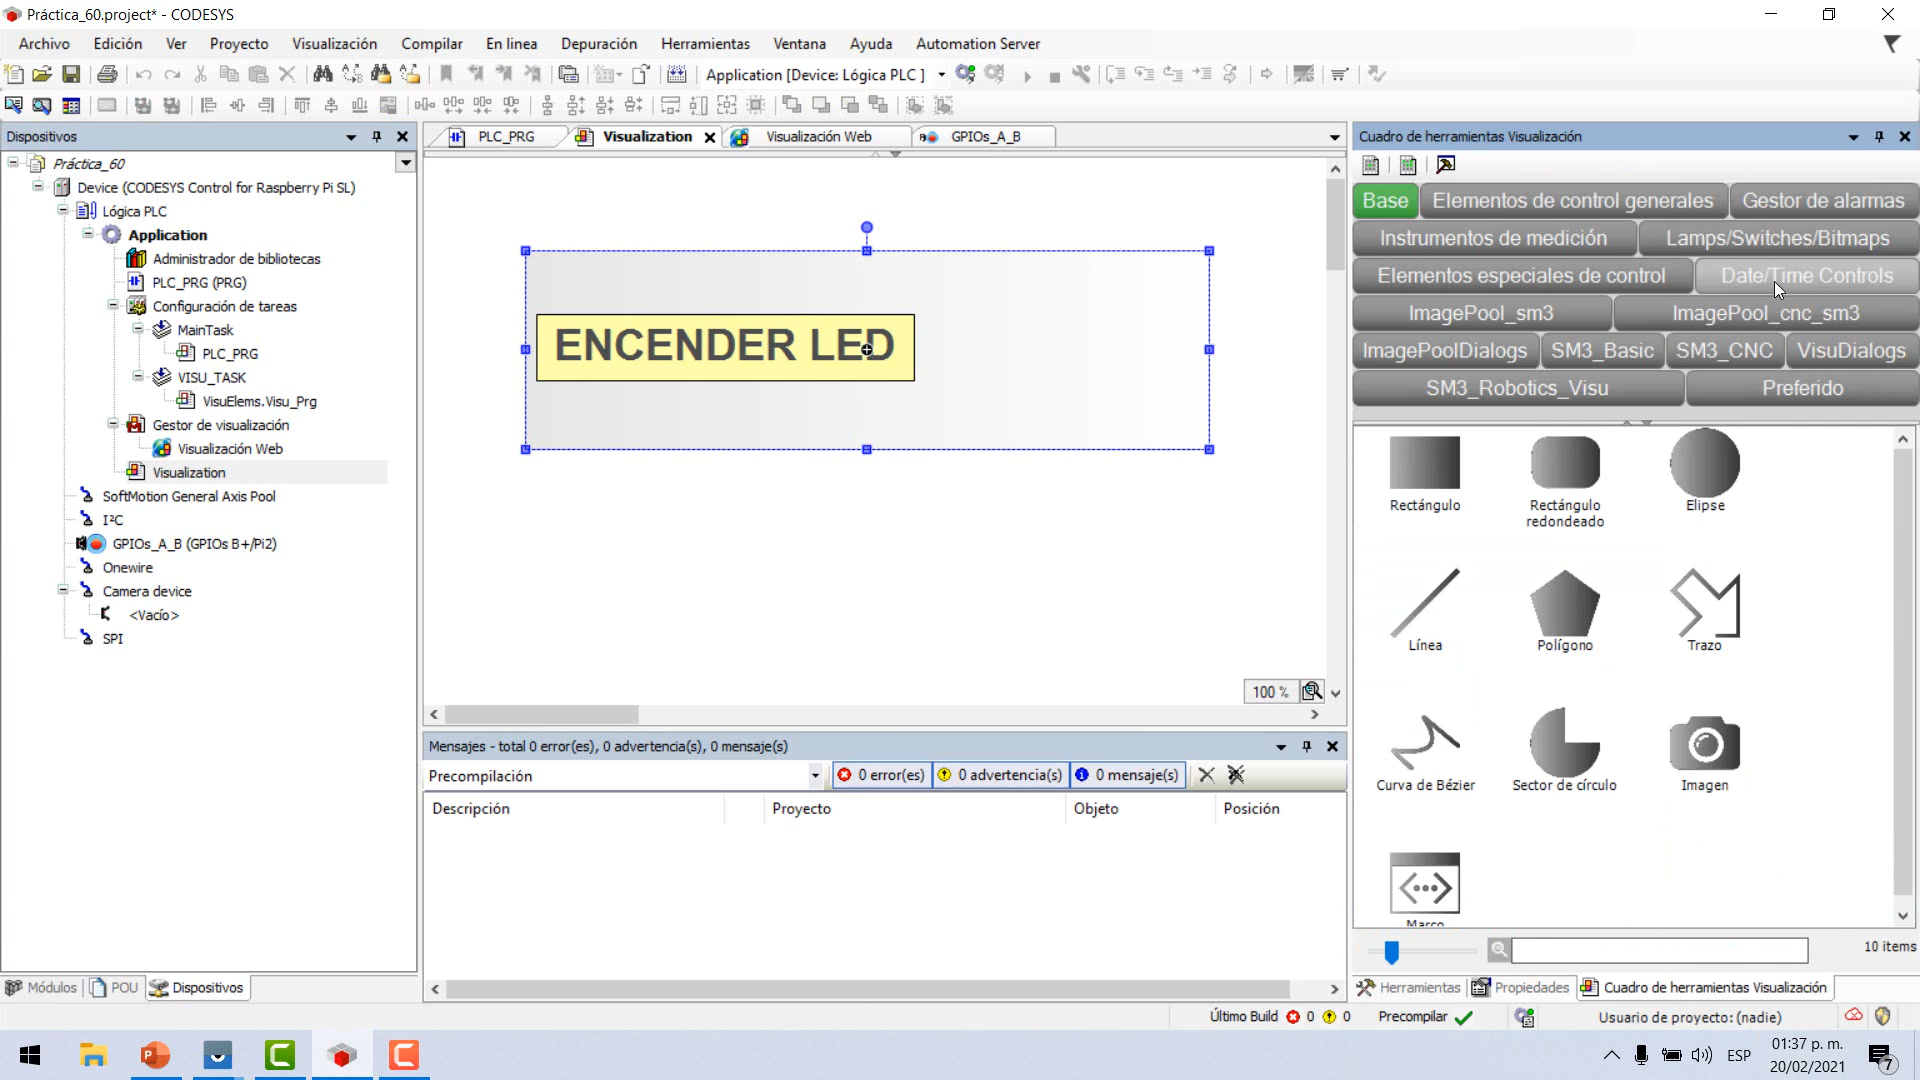 Práctica_60.project* - CODESYS
Archivo Edición Ver Proyecto Visualización Compilar En linea Depuración Herramientas Ventana Ayuda Automation Server
Application [Device: Lógica PLC ]
Dispositivos
Práctica_60
Device (CODESYS Control for Raspberry Pi SL)
Lógica PLC
Application
Administrador de bibliotecas
PLC_PRG (PRG)
Configuración de tareas
MainTask
PLC_PRG
VISU_TASK
VisuElems.Visu_Prg
Gestor de visualización
Visualización Web
Visualization
SoftMotion General Axis Pool
I²C
GPIOs_A_B (GPIOs B+/Pi2)
Onewire
Camera device
<Vacío>
SPI
Módulos POU Dispositivos
PLC_PRG Visualization Visualización Web GPIOs_A_B
ENCENDER LED
100 %
Mensajes - total 0 error(es), 0 advertencia(s), 0 mensaje(s)
Precompilación 0 error(es) 0 advertencia(s) 0 mensaje(s)
Descripción Proyecto Objeto Posición
Cuadro de herramientas Visualización
Base Elementos de control generales Gestor de alarmas
Instrumentos de medición Lamps/Switches/Bitmaps
Elementos especiales de control Date/Time Controls
ImagePool_sm3 ImagePool_cnc_sm3
ImagePoolDialogs SM3_Basic SM3_CNC VisuDialogs
SM3_Robotics_Visu Preferido
Rectángulo Rectángulo redondeado Elipse
Línea Polígono Trazo
Curva de Bézier Sector de círculo Imagen
Marco
10 items
Herramientas Propiedades Cuadro de herramientas Visualización
Último Build 0 0 Precompilar Usuario de proyecto: (nadie)
ESP 01:37 p. m.
20/02/2021
7